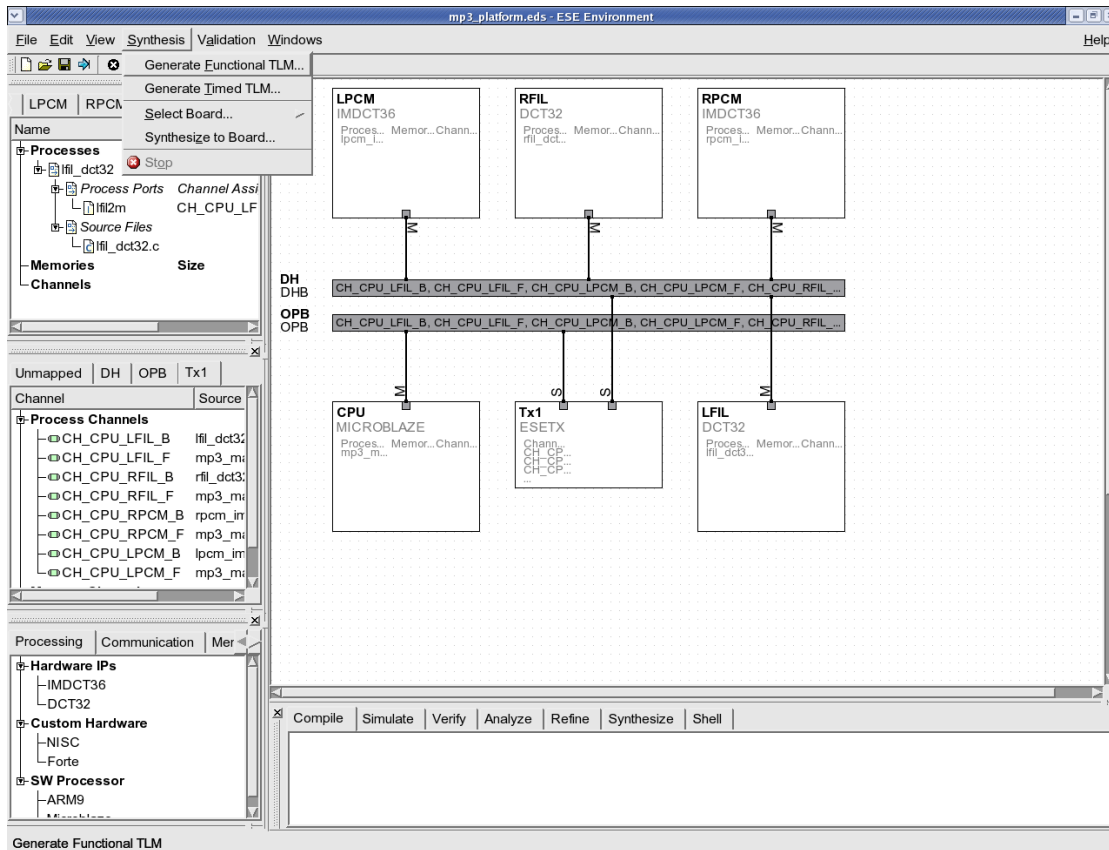 mp3_platform.eds - ESE Environment
File Edit View Synthesis Validation Windows Help
Generate Functional TLM...
Generate Timed TLM...
Select Board...
Synthesize to Board...
Stop
LPCM RPCM
Name
Processes
lfil_dct32
Process Ports Channel Assi
lfil2m CH_CPU_LF
Source Files
lfil_dct32.c
Memories Size
Channels
Unmapped DH OPB Tx1
Channel Source
Process Channels
CH_CPU_LFIL_B lfil_dct32
CH_CPU_LFIL_F mp3_ma
CH_CPU_RFIL_B rfil_dct32
CH_CPU_RFIL_F mp3_ma
CH_CPU_RPCM_B rpcm_im
CH_CPU_RPCM_F mp3_ma
CH_CPU_LPCM_B lpcm_im
CH_CPU_LPCM_F mp3_ma
Processing Communication Mer
Hardware IPs
IMDCT36
DCT32
Custom Hardware
NISC
Forte
SW Processor
ARM9
LPCM
IMDCT36
Proces... Memor... Chann...
lpcm_i...
RFIL
DCT32
Proces... Memor... Chann...
rfil_dct...
RPCM
IMDCT36
Proces... Memor... Chann...
rpcm_i...
M M M
DH
DHB
CH_CPU_LFIL_B, CH_CPU_LFIL_F, CH_CPU_LPCM_B, CH_CPU_LPCM_F, CH_CPU_RFIL_...
OPB
OPB
CH_CPU_LFIL_B, CH_CPU_LFIL_F, CH_CPU_LPCM_B, CH_CPU_LPCM_F, CH_CPU_RFIL_...
M S S M
CPU
MICROBLAZE
Proces... Memor... Chann...
mp3_m...
Tx1
ESETX
Chann...
CH_CP...
CH_CP...
CH_CP...
...
LFIL
DCT32
Proces... Memor... Chann...
lfil_dct3...
Compile Simulate Verify Analyze Refine Synthesize Shell
Generate Functional TLM